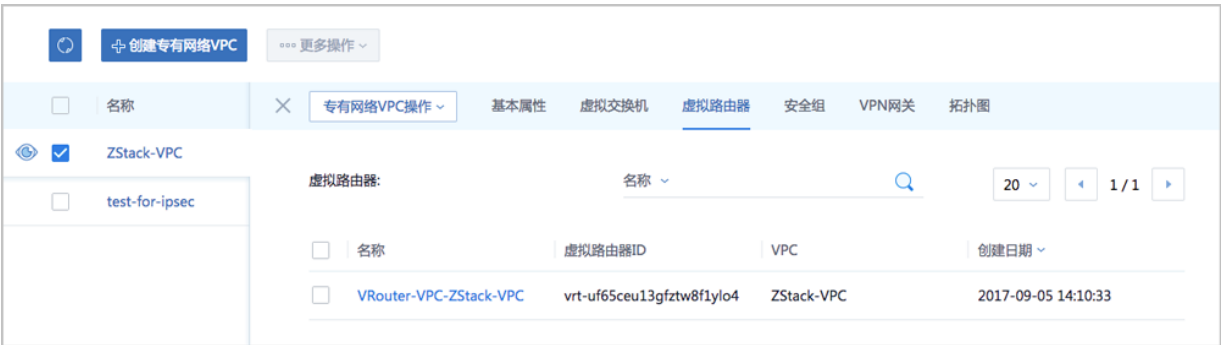 创建专有网络VPC 更多操作
名称 专有网络VPC操作 基本属性 虚拟交换机 虚拟路由器 安全组 VPN网关 拓扑图
ZStack-VPC
虚拟路由器: 名称 20 1 / 1
test-for-ipsec
名称 虚拟路由器ID VPC 创建日期
VRouter-VPC-ZStack-VPC vrt-uf65ceu13gfztw8f1ylo4 ZStack-VPC 2017-09-05 14:10:33